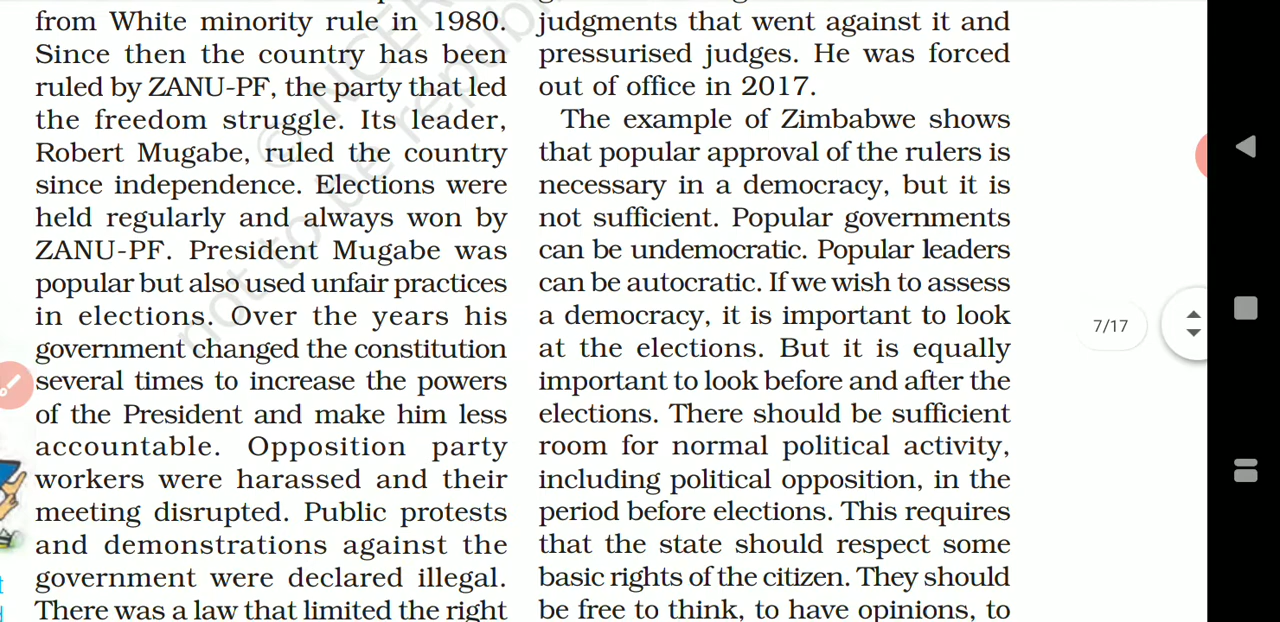 from White minority rule in 1980.
Since then the country has been
ruled by ZANU-PF, the party that led
the freedom struggle. Its leader,
Robert Mugabe, ruled the country
since independence. Elections were
held regularly and always won by
ZANU-PF. President Mugabe was
popular but also used unfair practices
in elections. Over the years his
government changed the constitution
several times to increase the powers
of the President and make him less
accountable. Opposition party
workers were harassed and their
meeting disrupted. Public protests
and demonstrations against the
government were declared illegal.
There was a law that limited the right
judgments that went against it and
pressurised judges. He was forced
out of office in 2017.
The example of Zimbabwe shows
that popular approval of the rulers is
necessary in a democracy, but it is
not sufficient. Popular governments
can be undemocratic. Popular leaders
can be autocratic. If we wish to assess
a democracy, it is important to look
at the elections. But it is equally
important to look before and after the
elections. There should be sufficient
room for normal political activity,
including political opposition, in the
period before elections. This requires
that the state should respect some
basic rights of the citizen. They should
be free to think, to have opinions, to
7/17
© NCER
not to be republi